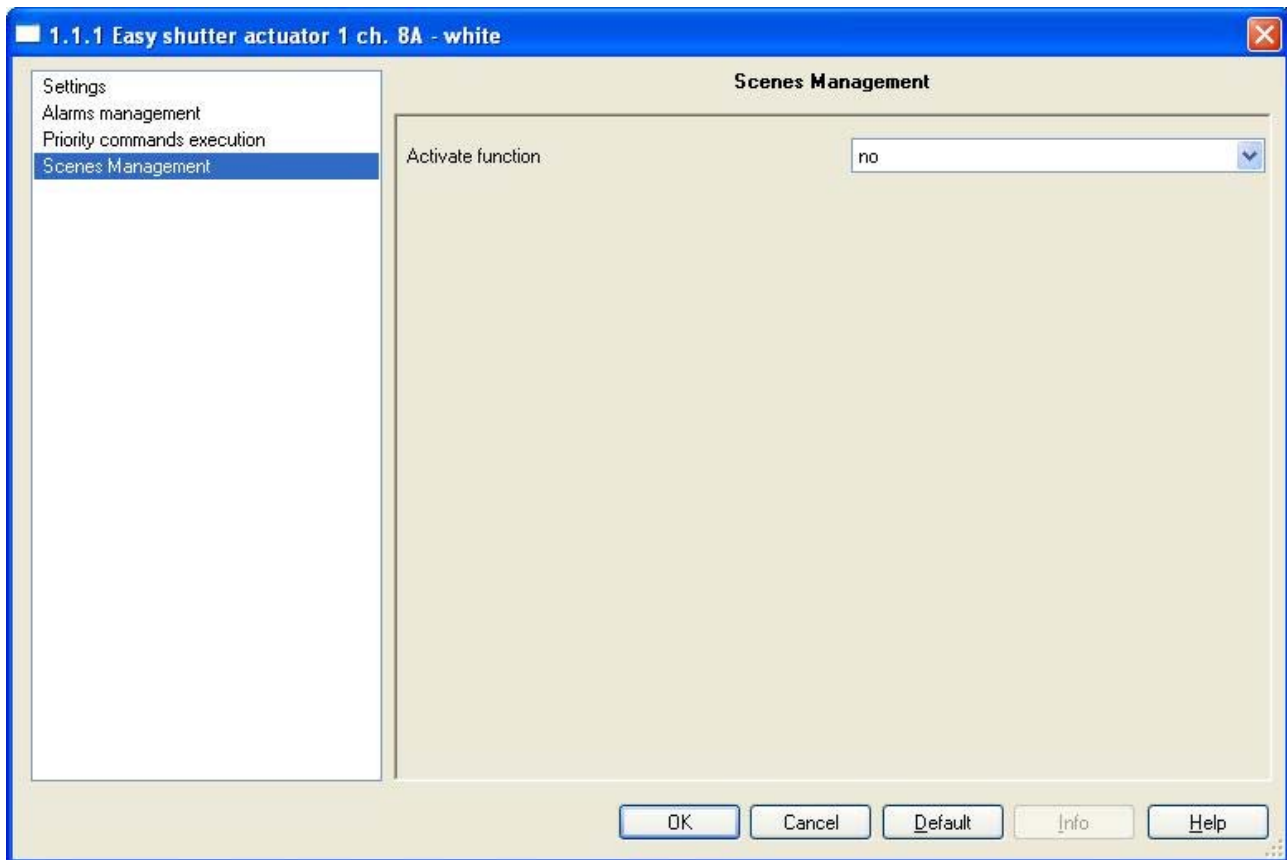 1.1.1 Easy shutter actuator 1 ch. 8A - white
Settings
Alarms management
Priority commands execution
Scenes Management
Scenes Management
Activate function no
OK Cancel Default Info Help